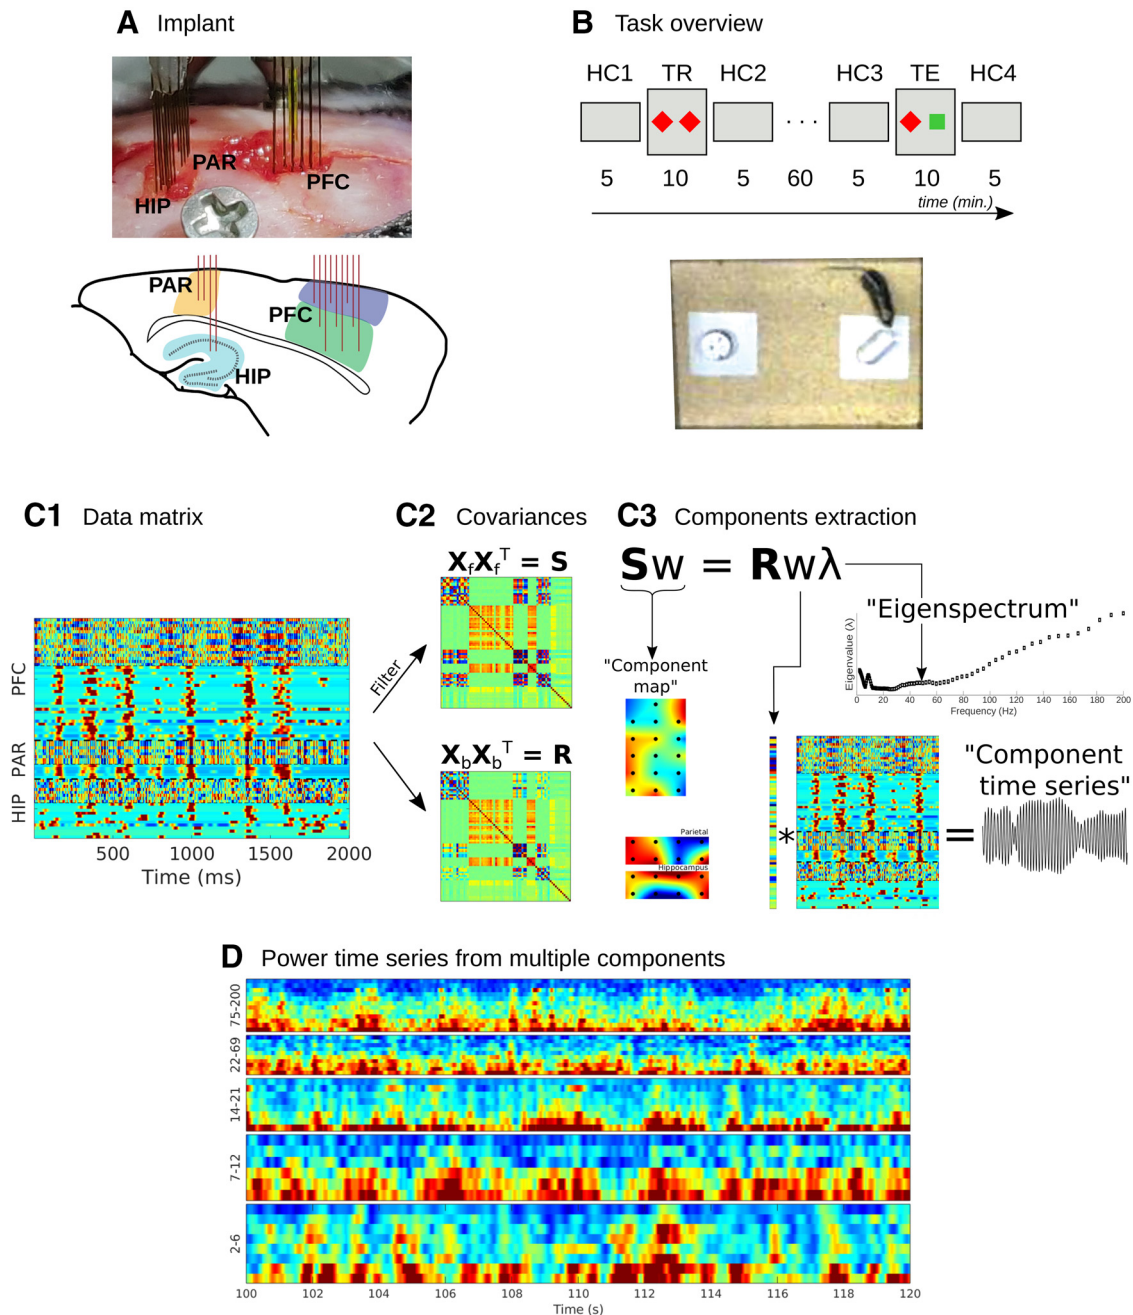 A Implant
PAR
PFC
HIP
PAR
PFC
HIP
B Task overview
HC1 TR HC2 HC3 TE HC4
. . .
5 10 5 60 5 10 5
time (min.)
C1 Data matrix
PFC
PAR
HIP
500 1000 1500 2000
Time (ms)
Filter
C2 Covariances
XfXfT = S
XbXbT = R
C3 Components extraction
Sw = Rwλ
"Eigenspectrum"
Eigenvalue (λ)
0 20 40 60 80 100 120 140 160 180 200
Frequency (Hz)
"Component
map"
Parietal
Hippocampus
*
=
"Component
time series"
D Power time series from multiple components
75-200
22-69
14-21
7-12
2-6
100 102 104 106 108 110 112 114 116 118 120
Time (s)